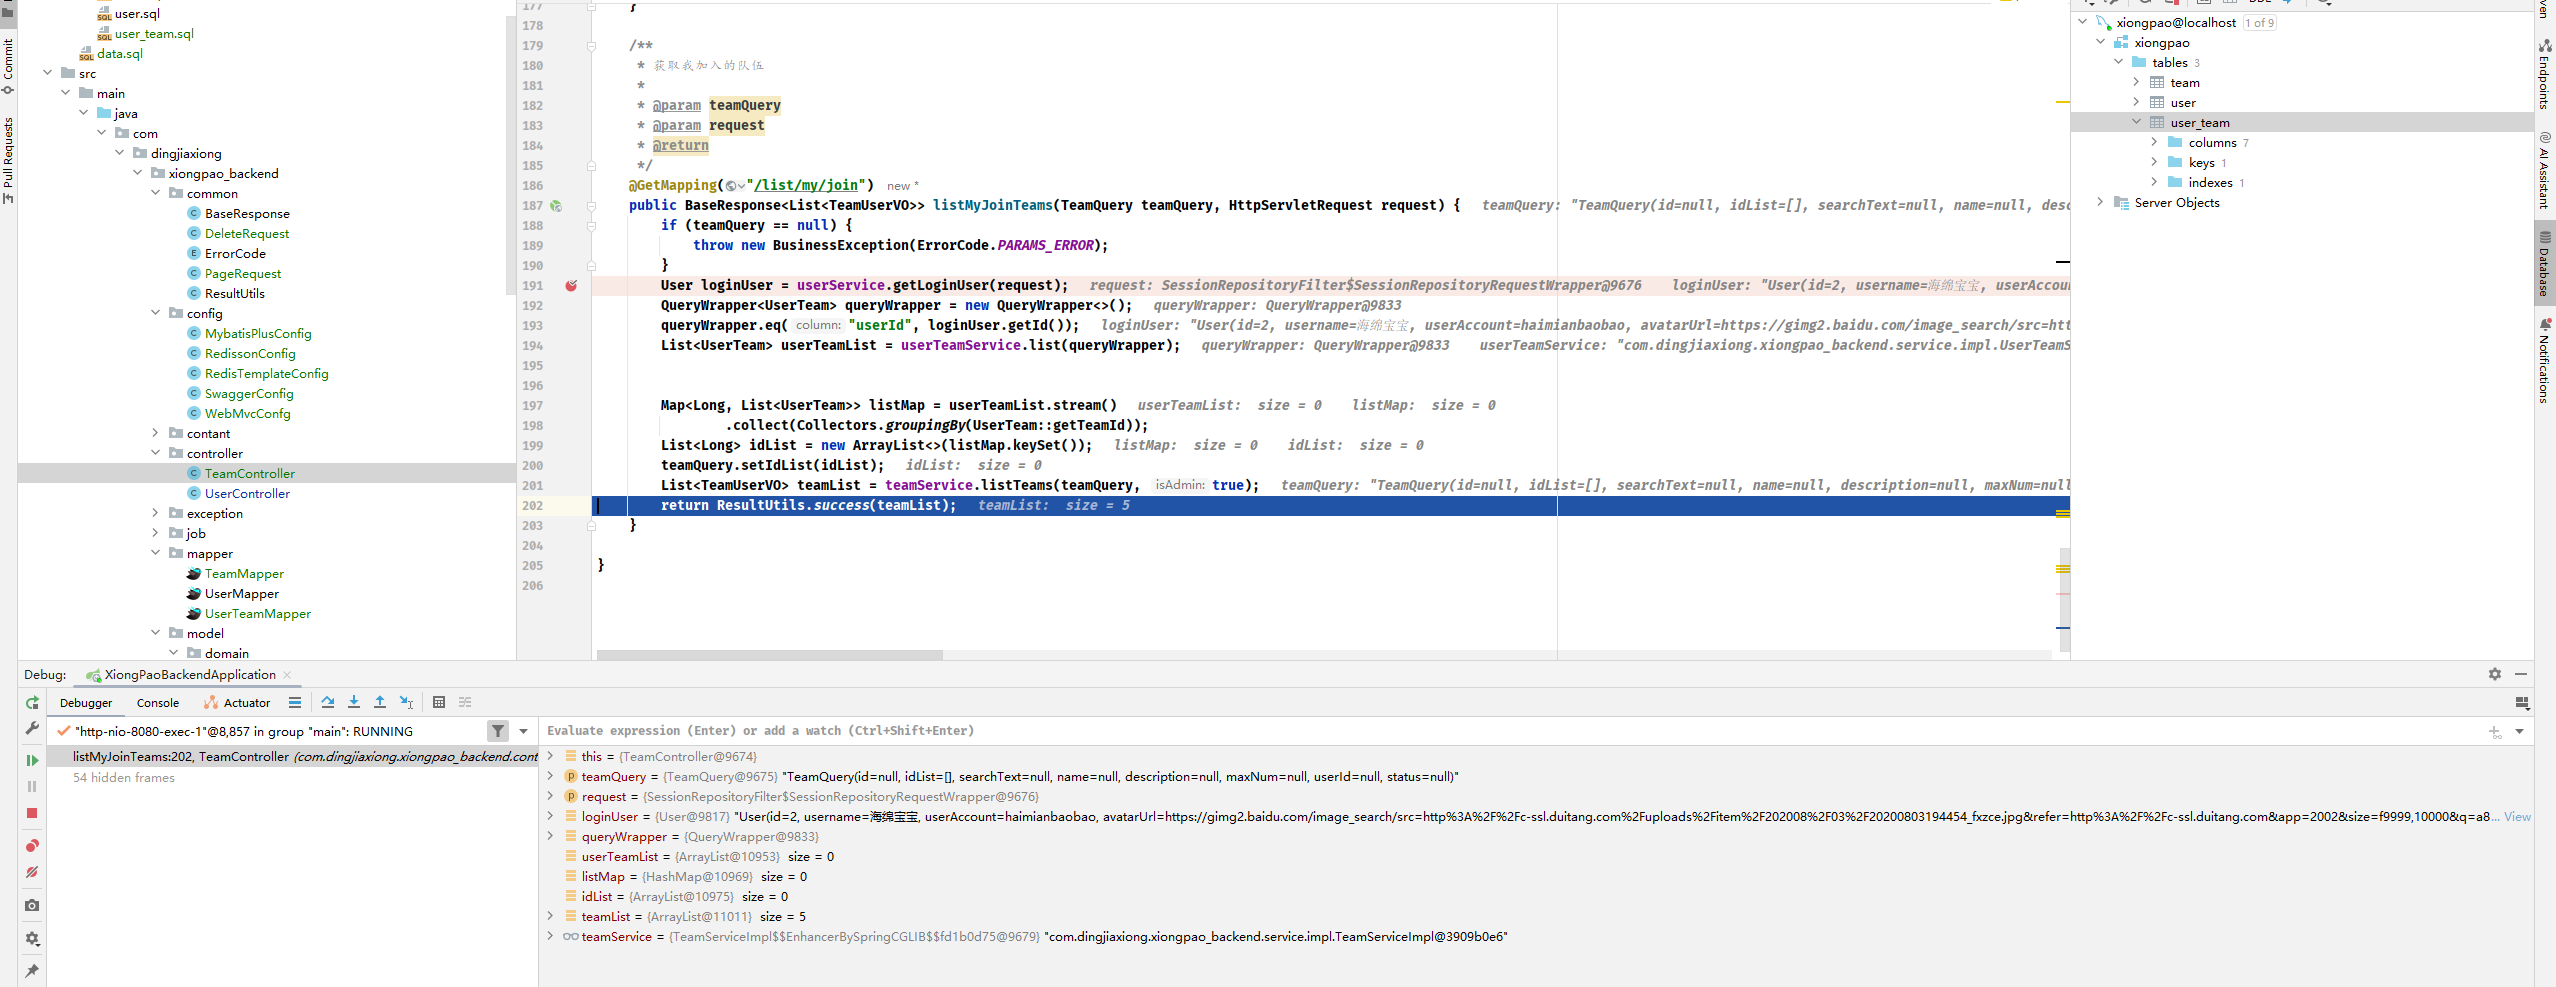 user.sql
user_team.sql
data.sql
src
main
java
com
dingjiaxiong
xiongpao_backend
common
BaseResponse
DeleteRequest
ErrorCode
PageRequest
ResultUtils
config
MybatisPlusConfig
RedissonConfig
RedisTemplateConfig
SwaggerConfig
WebMvcConfg
contant
controller
TeamController
UserController
exception
job
mapper
TeamMapper
UserMapper
UserTeamMapper
model
domain
Commit
Pull Requests
177 }
178
179 /**
180 * 获取我加入的队伍
181 *
182 * @param teamQuery
183 * @param request
184 * @return
185 */
186 @GetMapping("/list/my/join") new *
187 public BaseResponse<List<TeamUserVO>> listMyJoinTeams(TeamQuery teamQuery, HttpServletRequest request) { teamQuery: "TeamQuery(id=null, idList=[], searchText=null, name=null, desc
188 if (teamQuery == null) {
189 throw new BusinessException(ErrorCode.PARAMS_ERROR);
190 }
191 User loginUser = userService.getLoginUser(request); request: SessionRepositoryFilter$SessionRepositoryRequestWrapper@9676 loginUser: "User(id=2, username=海绵宝宝, userAccou
192 QueryWrapper<UserTeam> queryWrapper = new QueryWrapper<>(); queryWrapper: QueryWrapper@9833
193 queryWrapper.eq( column: "userId", loginUser.getId()); loginUser: "User(id=2, username=海绵宝宝, userAccount=haimianbaobao, avatarUrl=https://gimg2.baidu.com/image_search/src=htt
194 List<UserTeam> userTeamList = userTeamService.list(queryWrapper); queryWrapper: QueryWrapper@9833 userTeamService: "com.dingjiaxiong.xiongpao_backend.service.impl.UserTeamS
195
196
197 Map<Long, List<UserTeam>> listMap = userTeamList.stream() userTeamList: size = 0 listMap: size = 0
198 .collect(Collectors.groupingBy(UserTeam::getTeamId));
199 List<Long> idList = new ArrayList<>(listMap.keySet()); listMap: size = 0 idList: size = 0
200 teamQuery.setIdList(idList); idList: size = 0
201 List<TeamUserVO> teamList = teamService.listTeams(teamQuery, isAdmin: true); teamQuery: "TeamQuery(id=null, idList=[], searchText=null, name=null, description=null, maxNum=null
202 return ResultUtils.success(teamList); teamList: size = 5
203 }
204
205 }
206
xiongpao@localhost 1 of 9
xiongpao
tables 3
team
user
user_team
columns 7
keys 1
indexes 1
Server Objects
Endpoints
AI Assistant
Database
Notifications
Debug: XiongPaoBackendApplication
Debugger Console Actuator
"http-nio-8080-exec-1"@8,857 in group "main": RUNNING
listMyJoinTeams:202, TeamController (com.dingjiaxiong.xiongpao_backend.cont
54 hidden frames
Evaluate expression (Enter) or add a watch (Ctrl+Shift+Enter)
this = {TeamController@9674}
teamQuery = {TeamQuery@9675} "TeamQuery(id=null, idList=[], searchText=null, name=null, description=null, maxNum=null, userId=null, status=null)"
request = {SessionRepositoryFilter$SessionRepositoryRequestWrapper@9676}
loginUser = {User@9817} "User(id=2, username=海绵宝宝, userAccount=haimianbaobao, avatarUrl=https://gimg2.baidu.com/image_search/src=http%3A%2F%2Fc-ssl.duitang.com%2Fuploads%2Fitem%2F202008%2F03%2F20200803194454_fxzce.jpg&refer=http%3A%2F%2Fc-ssl.duitang.com&app=2002&size=f9999,10000&q=a8... View
queryWrapper = {QueryWrapper@9833}
userTeamList = {ArrayList@10953} size = 0
listMap = {HashMap@10969} size = 0
idList = {ArrayList@10975} size = 0
teamList = {ArrayList@11011} size = 5
teamService = {TeamServiceImpl$$EnhancerBySpringCGLIB$$fd1b0d75@9679} "com.dingjiaxiong.xiongpao_backend.service.impl.TeamServiceImpl@3909b0e6"